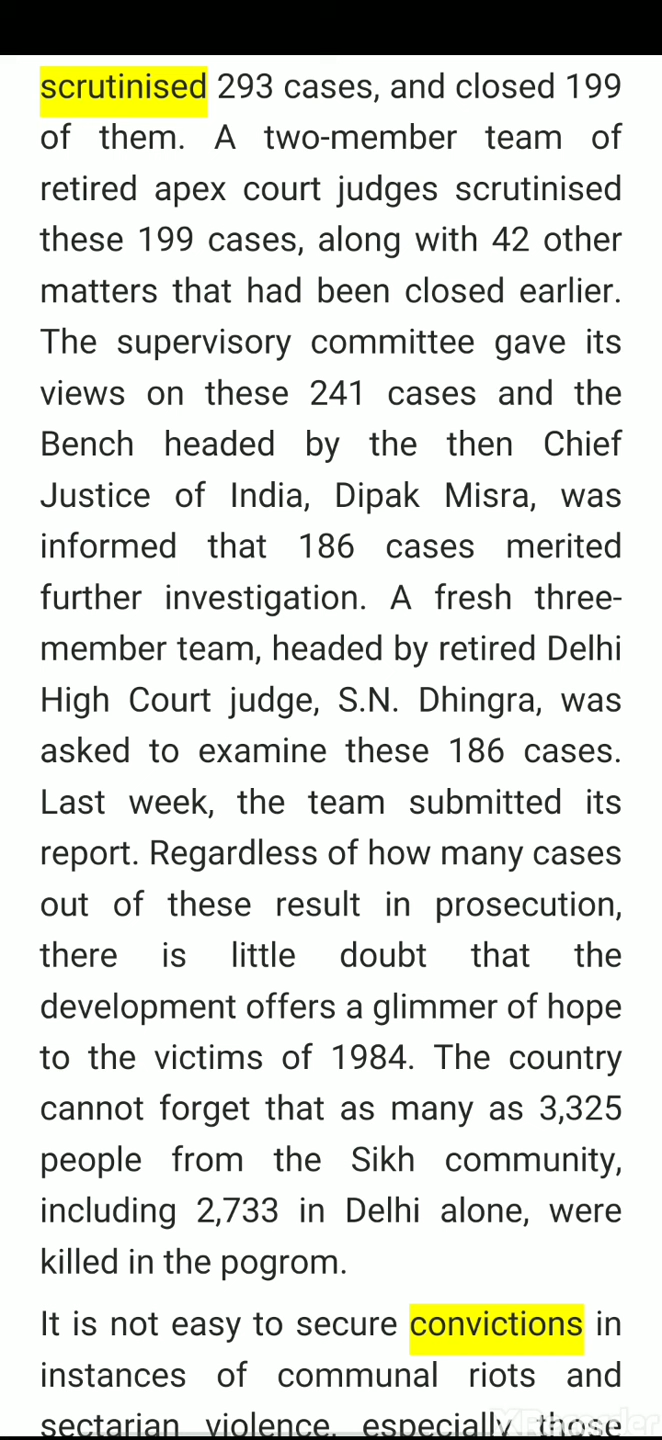 scrutinised 293 cases, and closed 199
of them. A two-member team of
retired apex court judges scrutinised
these 199 cases, along with 42 other
matters that had been closed earlier.
The supervisory committee gave its
views on these 241 cases and the
Bench headed by the then Chief
Justice of India, Dipak Misra, was
informed that 186 cases merited
further investigation. A fresh three-
member team, headed by retired Delhi
High Court judge, S.N. Dhingra, was
asked to examine these 186 cases.
Last week, the team submitted its
report. Regardless of how many cases
out of these result in prosecution,
there is little doubt that the
development offers a glimmer of hope
to the victims of 1984. The country
cannot forget that as many as 3,325
people from the Sikh community,
including 2,733 in Delhi alone, were
killed in the pogrom.
It is not easy to secure convictions in
instances of communal riots and
sectarian violence, especially those
XRecorder